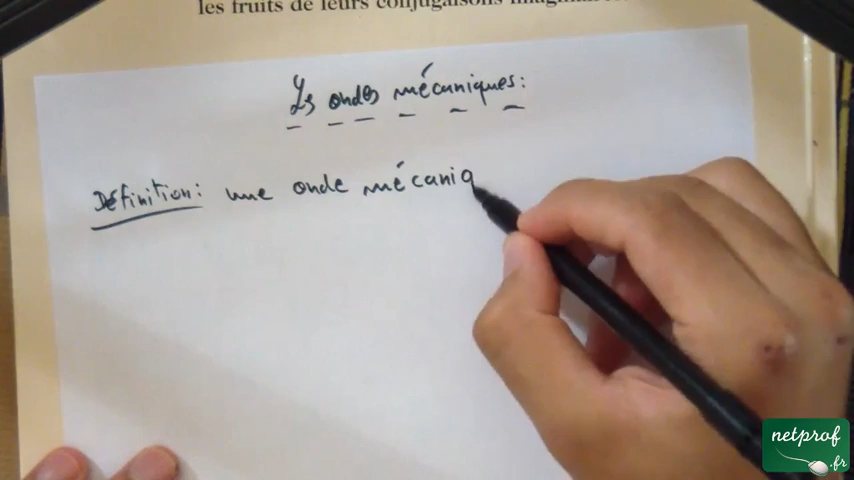 les fruits de leurs conjugaisons
Les ondes mécaniques:
Définition: une onde mécaniq
netprof
.fr